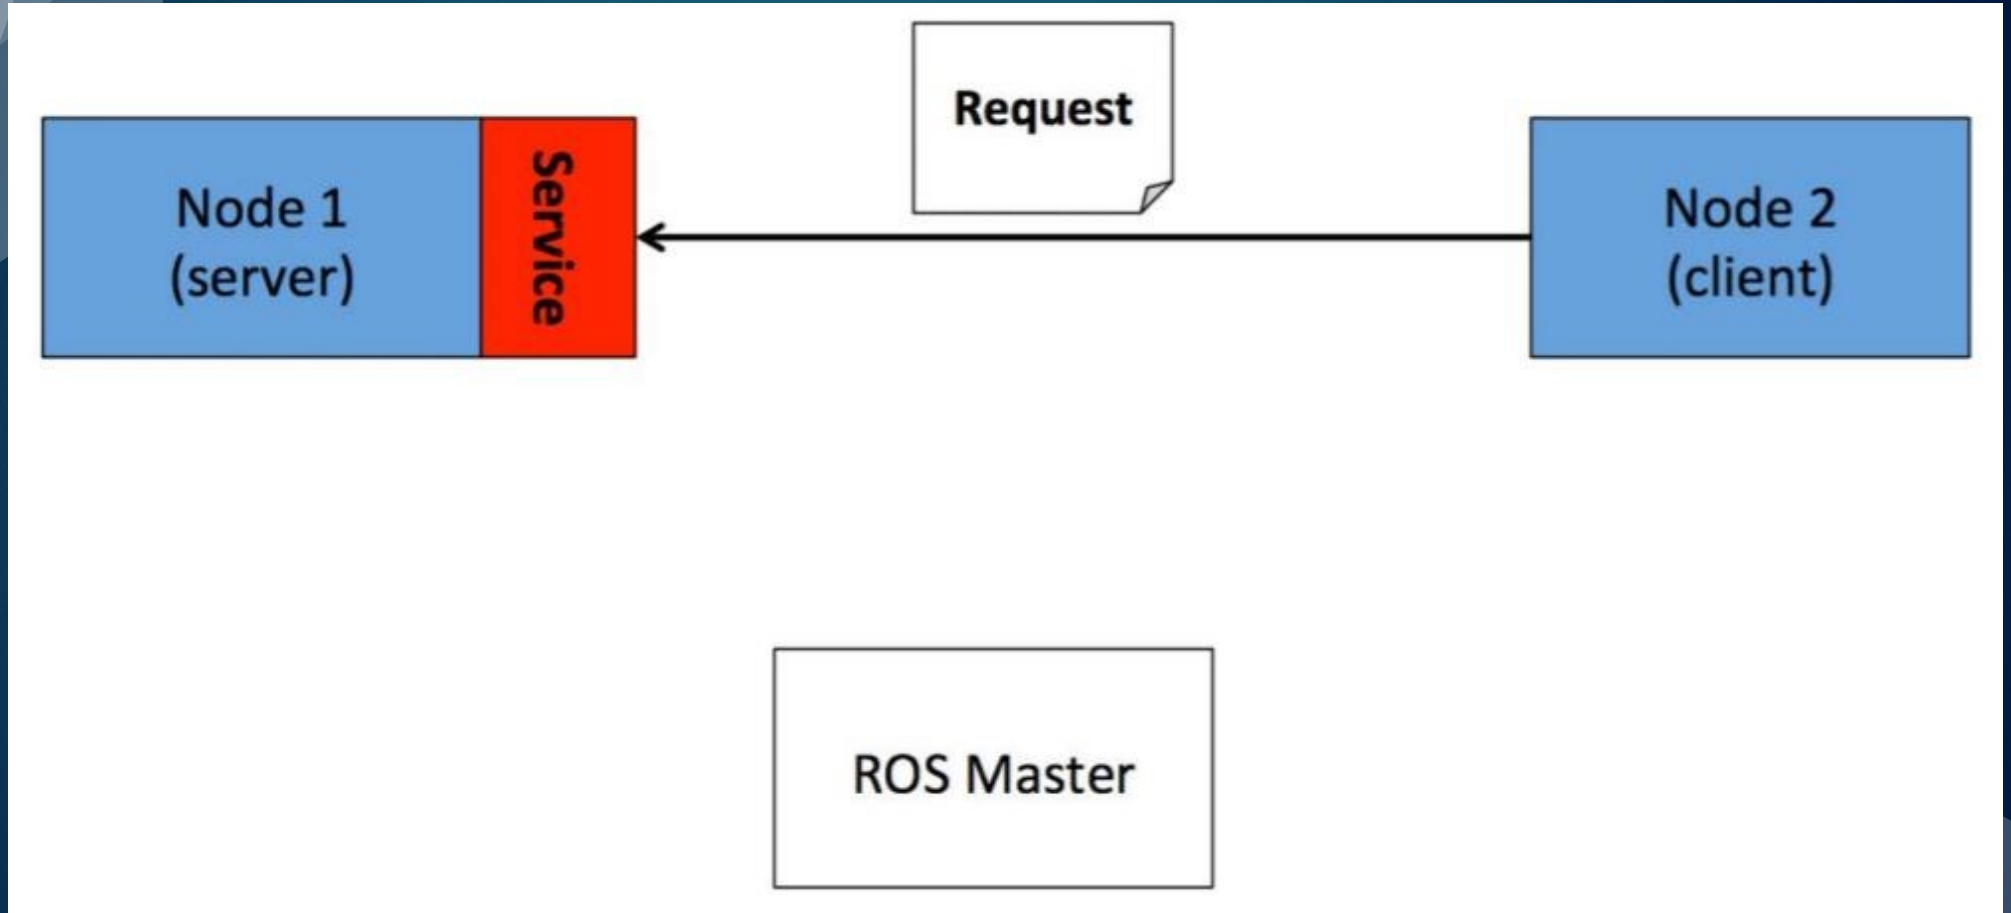 Request
Node 1
(server)
Service
Node 2
(client)
ROS Master